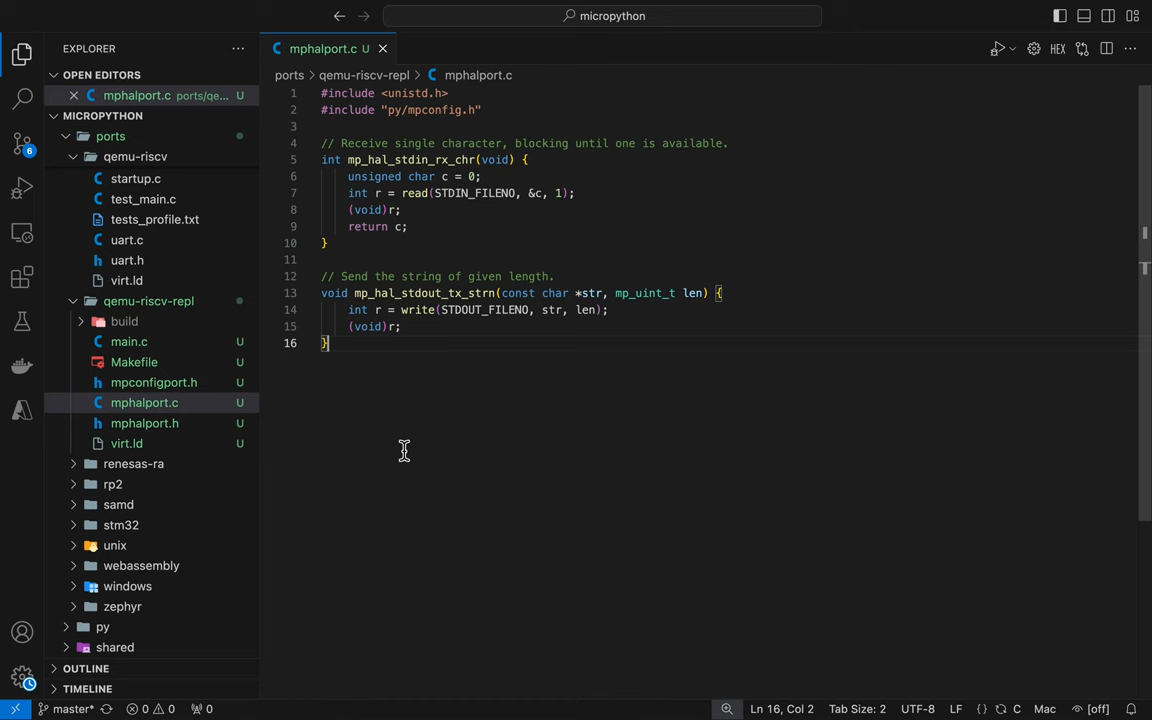 micropython
EXPLORER
OPEN EDITORS
mphalport.c ports/qe... U
MICROPYTHON
ports
qemu-riscv
startup.c
test_main.c
tests_profile.txt
uart.c
uart.h
virt.ld
qemu-riscv-repl
build
main.c U
Makefile U
mpconfigport.h U
mphalport.c U
mphalport.h U
virt.ld U
renesas-ra
rp2
samd
stm32
unix
webassembly
windows
zephyr
py
shared
OUTLINE
TIMELINE
mphalport.c U
HEX
ports > qemu-riscv-repl > C mphalport.c
1 #include <unistd.h>
2 #include "py/mpconfig.h"
3
4 // Receive single character, blocking until one is available.
5 int mp_hal_stdin_rx_chr(void) {
6 unsigned char c = 0;
7 int r = read(STDIN_FILENO, &c, 1);
8 (void)r;
9 return c;
10 }
11
12 // Send the string of given length.
13 void mp_hal_stdout_tx_strn(const char *str, mp_uint_t len) {
14 int r = write(STDOUT_FILENO, str, len);
15 (void)r;
16 }
6
master* 0 0 0 Ln 16, Col 2 Tab Size: 2 UTF-8 LF {} C Mac [off]